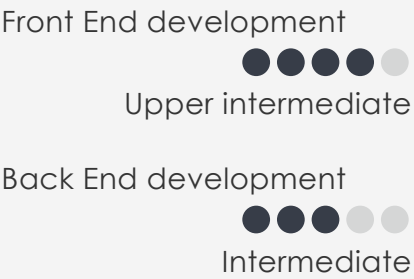 Front End development
Upper intermediate
Back End development
Intermediate